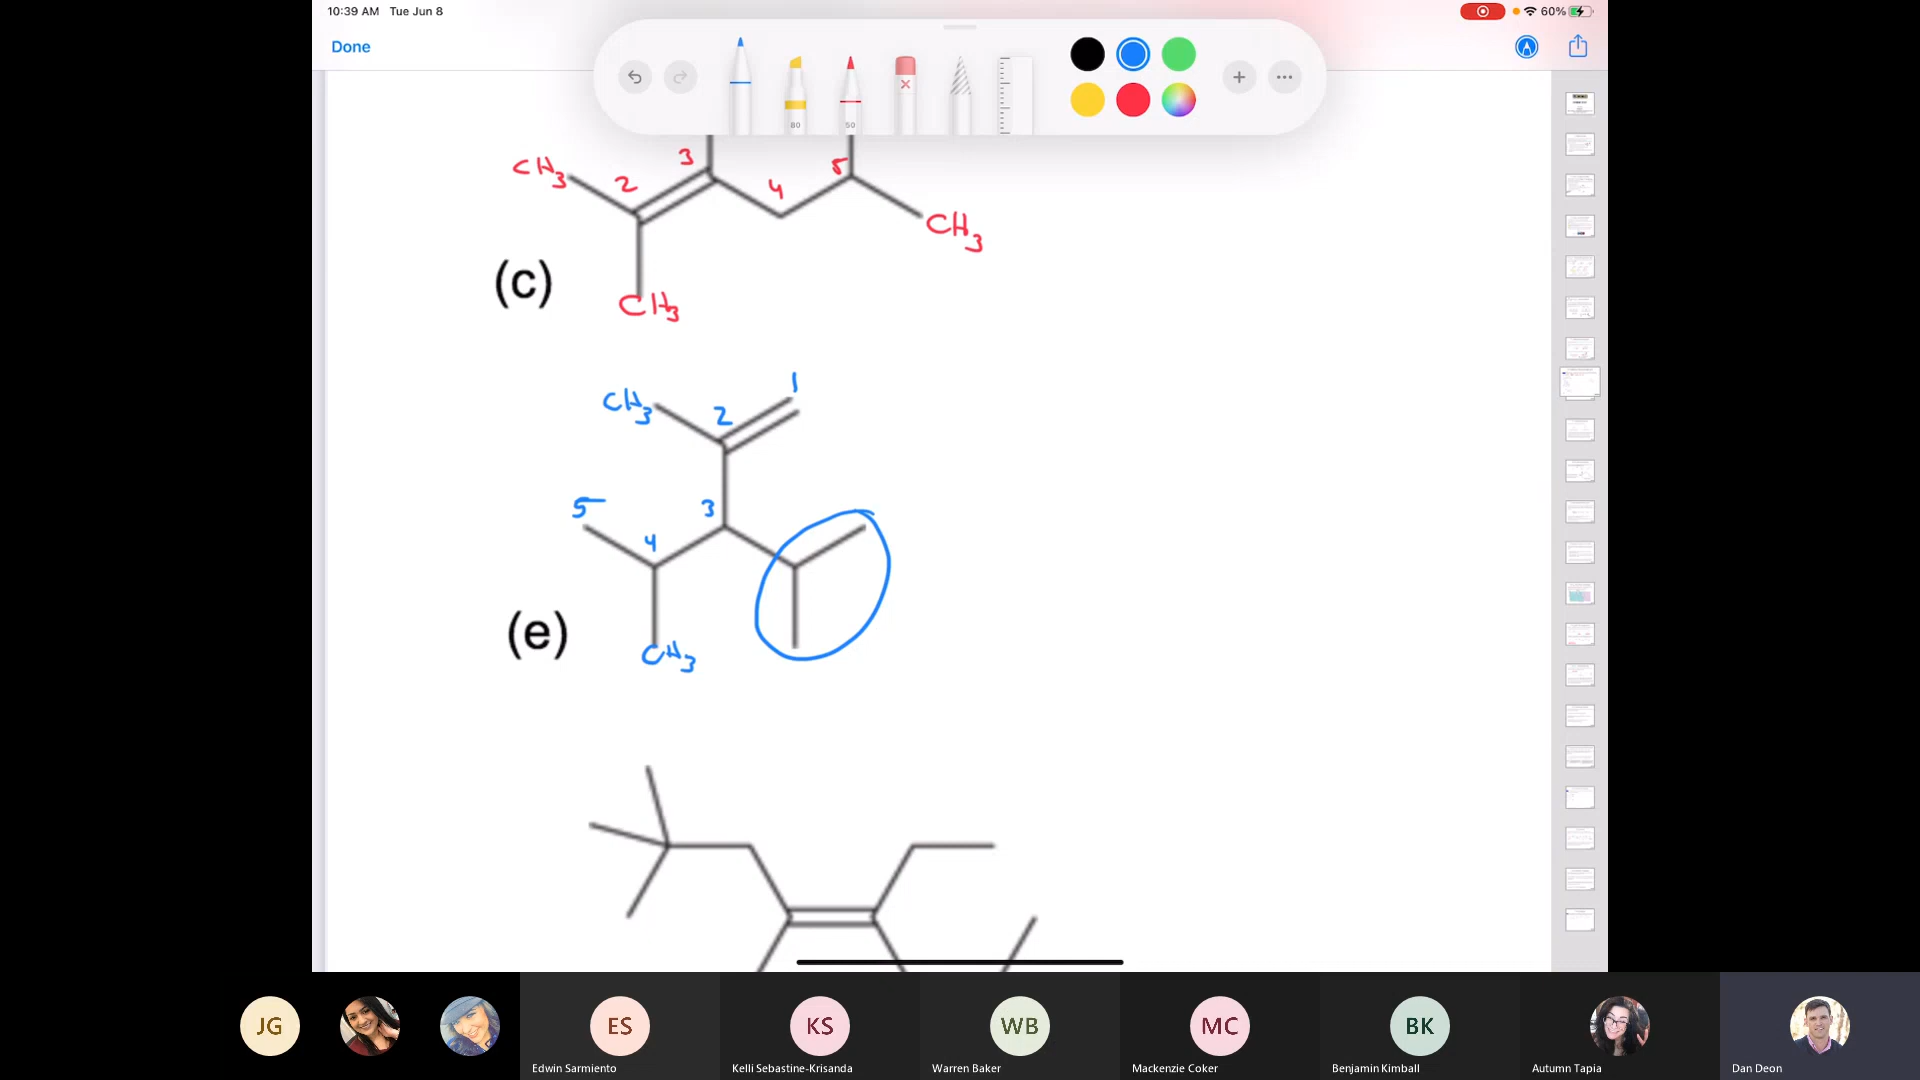 10:39 AM Tue Jun 8
60%
Done
80
50
3
5
CH3
2
4
CH3
(c)
CH3
1
CH3
2
5
3
4
(e)
CH3
JG
ES
KS
WB
MC
BK
Edwin Sarmiento
Kelli Sebastine-Krisanda
Warren Baker
Mackenzie Coker
Benjamin Kimball
Autumn Tapia
Dan Deon